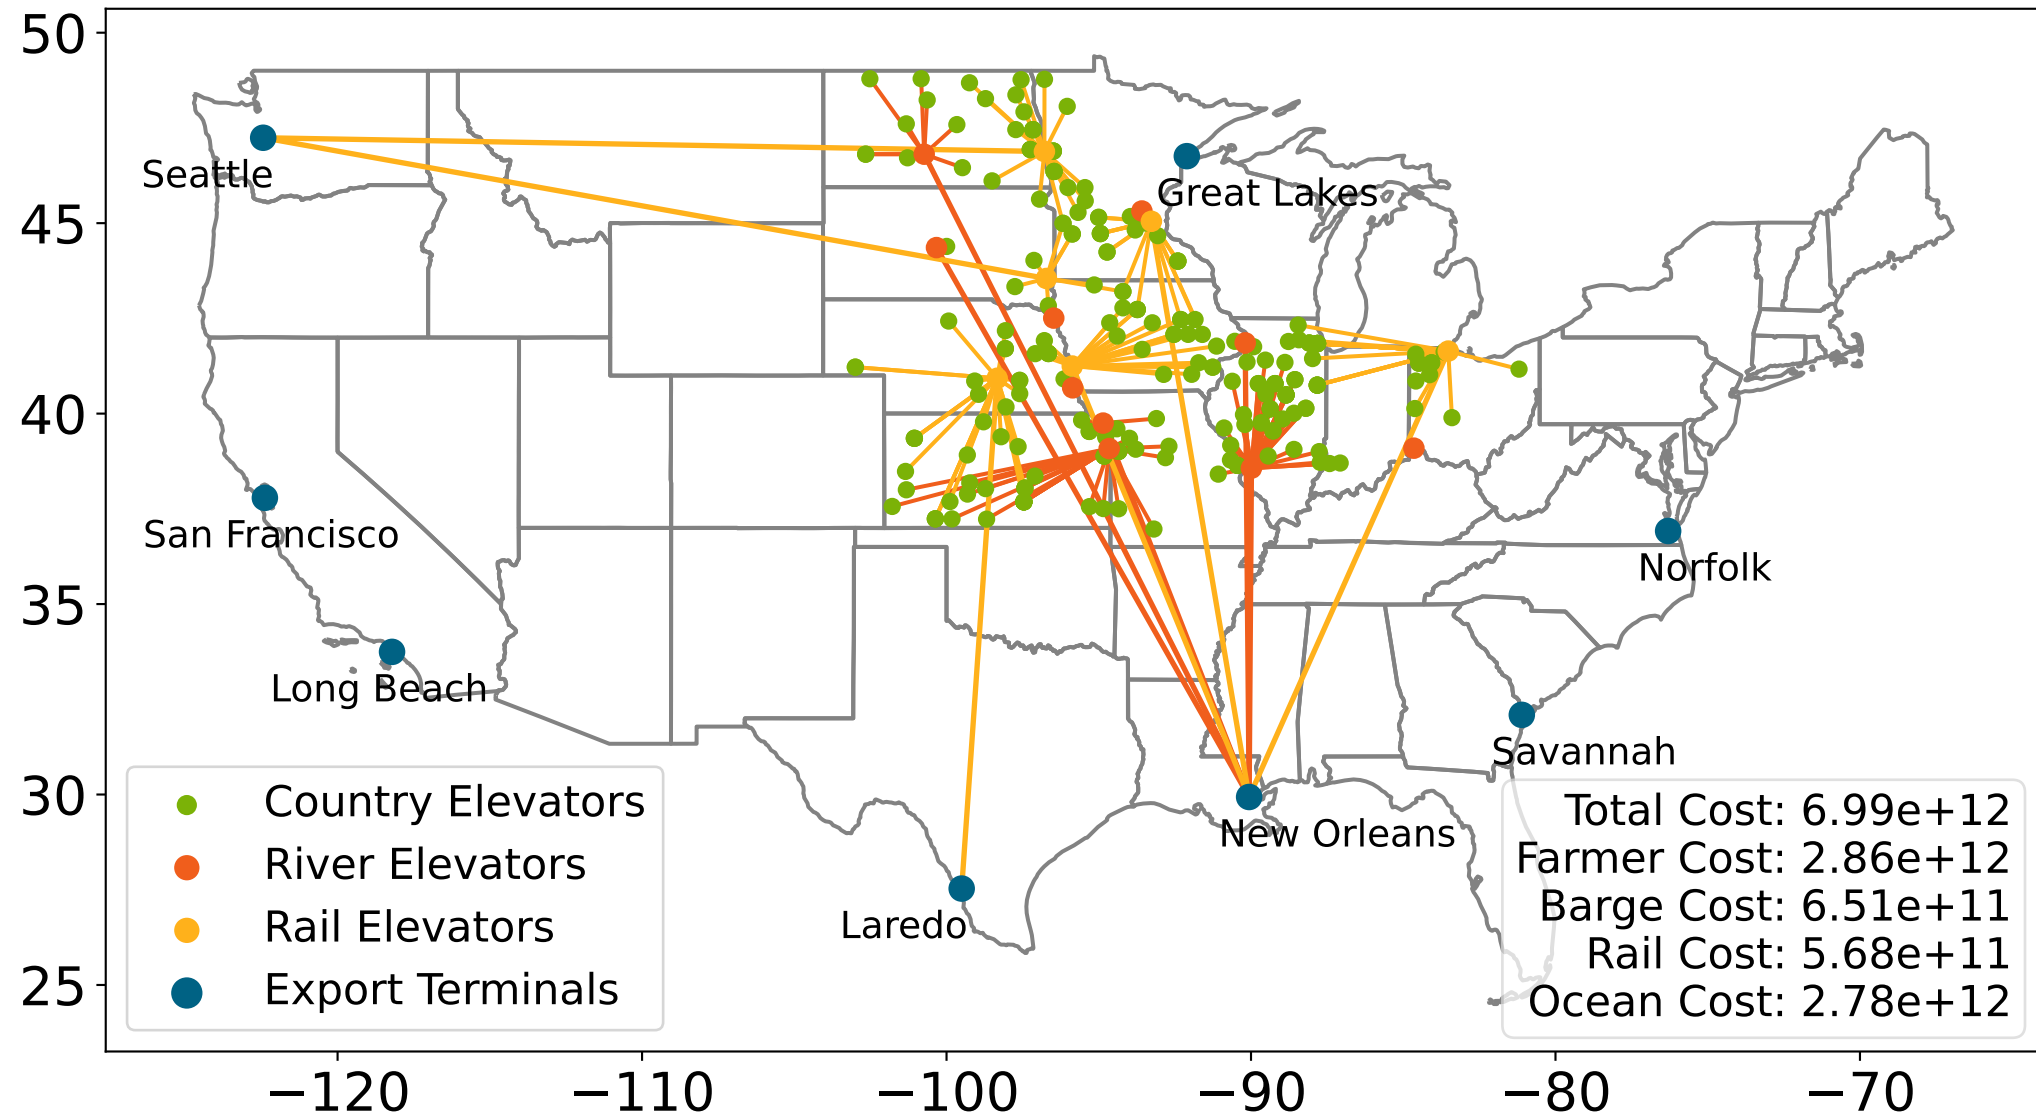 50
45
40
35
30
25
−120
−110
−100
−90
−80
−70
Seattle
Great Lakes
San Francisco
Norfolk
Long Beach
Savannah
New Orleans
Laredo
Country Elevators
River Elevators
Rail Elevators
Export Terminals
Total Cost: 6.99e+12
Farmer Cost: 2.86e+12
Barge Cost: 6.51e+11
Rail Cost: 5.68e+11
Ocean Cost: 2.78e+12